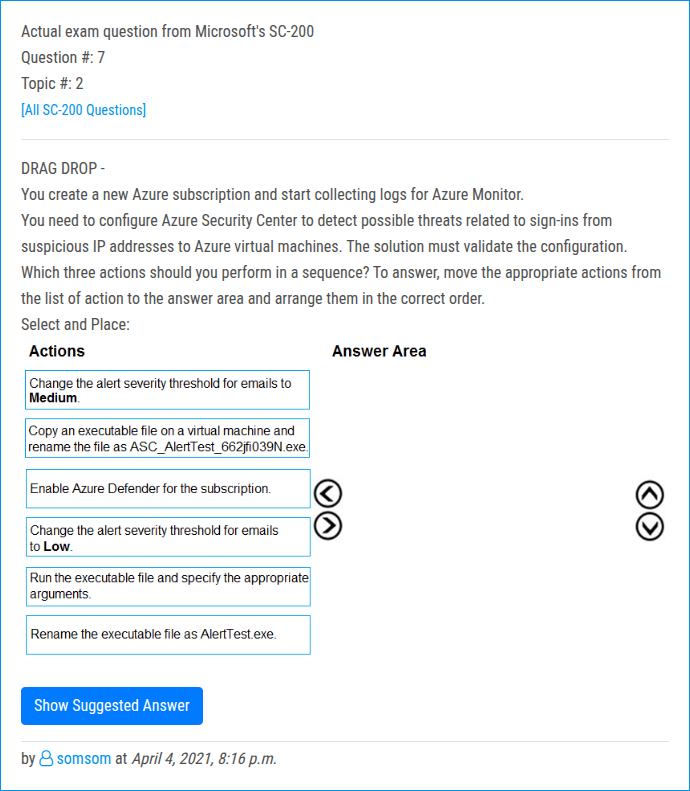 Actual exam question from Microsoft's SC-200
Question #: 7
Topic #: 2
[All SC-200 Questions]
DRAG DROP -
You create a new Azure subscription and start collecting logs for Azure Monitor.
You need to configure Azure Security Center to detect possible threats related to sign-ins from
suspicious IP addresses to Azure virtual machines. The solution must validate the configuration.
Which three actions should you perform in a sequence? To answer, move the appropriate actions from
the list of action to the answer area and arrange them in the correct order.
Select and Place:
Actions
Answer Area
Change the alert severity threshold for emails to
Medium.
Copy an executable file on a virtual machine and
rename the file as ASC_AlertTest_662jfi039N.exe.
Enable Azure Defender for the subscription.
Change the alert severity threshold for emails
to Low.
Run the executable file and specify the appropriate
arguments.
Rename the executable file as AlertTest.exe.
Show Suggested Answer
by somsom at April 4, 2021, 8:16 p.m.